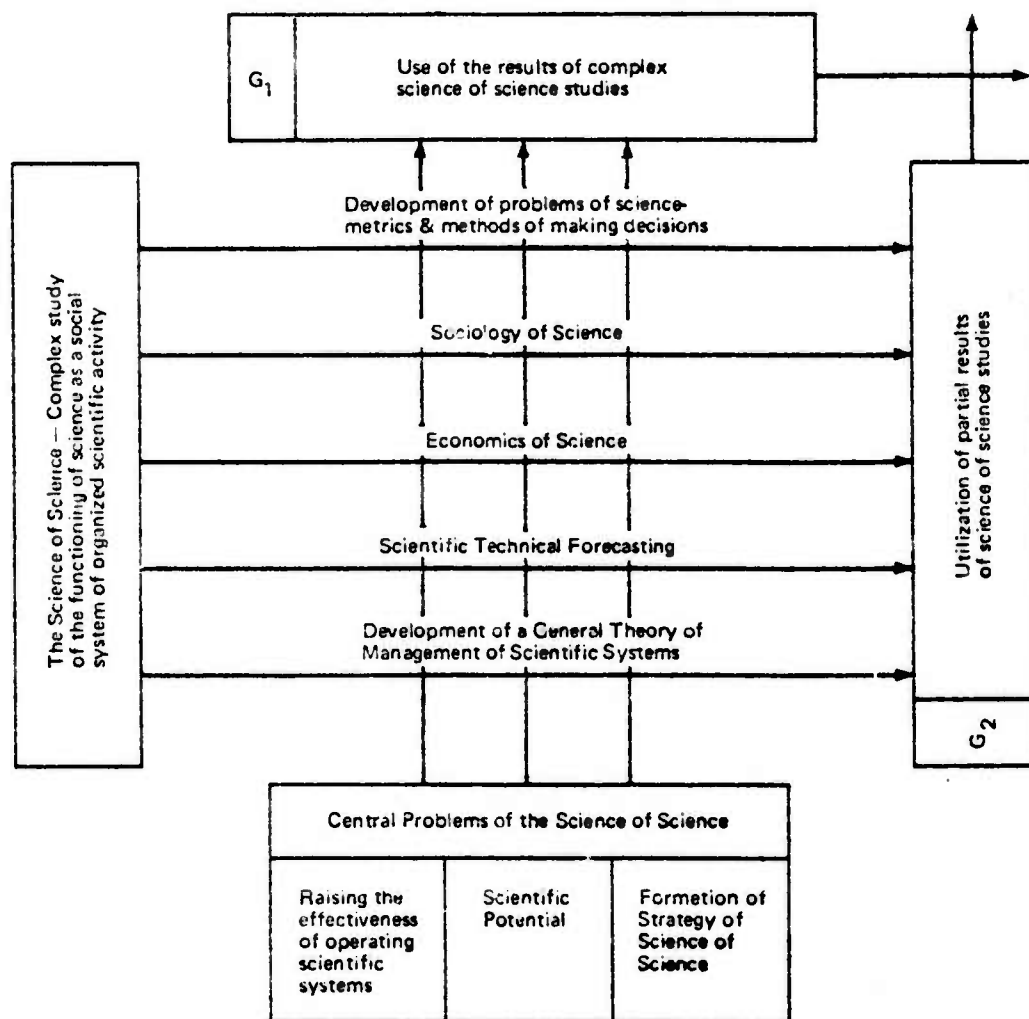 G1
Use of the results of complex
science of science studies
Development of problems of science-
metrics & methods of making decisions
The Science of Science — Complex study
of the functioning of science as a social
system of organized scientific activity
Sociology of Science
Economics of Science
Scientific Technical Forecasting
Development of a General Theory of
Management of Scientific Systems
Utilization of partial results
of science of science studies
G2
Central Problems of the Science of Science
Raising the
effectiveness
of operating
scientific
systems
Scientific
Potential
Formation of
Strategy of
Science of
Science